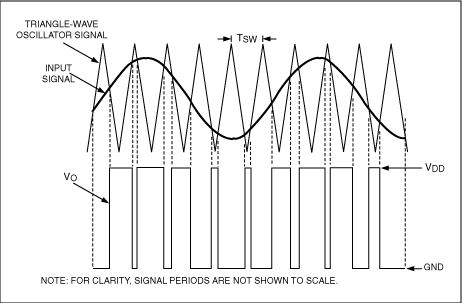 TRIANGLE-WAVE
OSCILLATOR SIGNAL
TSW
INPUT
SIGNAL
VO
VDD
GND
NOTE: FOR CLARITY, SIGNAL PERIODS ARE NOT SHOWN TO SCALE.